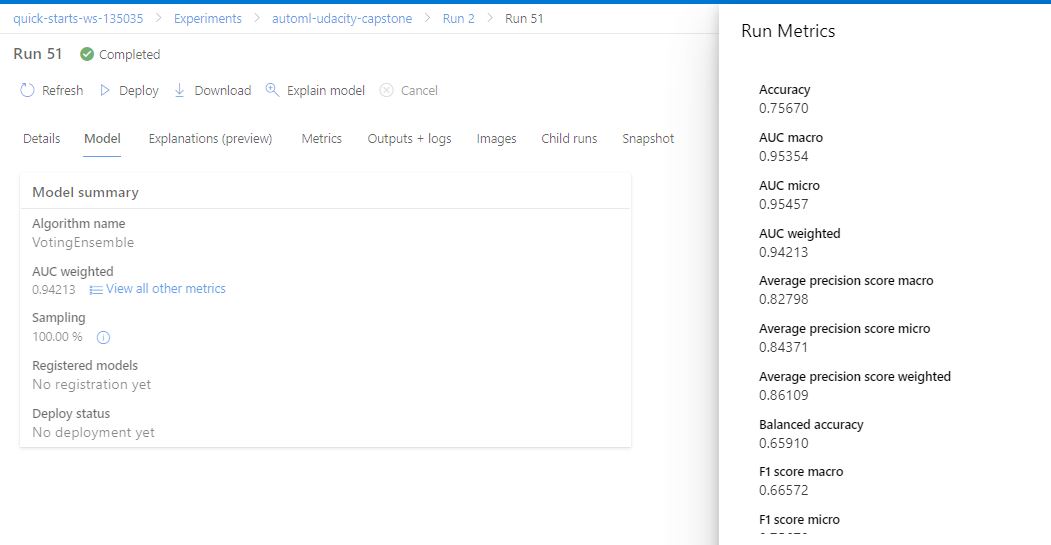 quick-starts-ws-135035 > Experiments > automl-udacity-capstone > Run 2 > Run 51
Run 51 Completed
Refresh Deploy Download Explain model Cancel
Details Model Explanations (preview) Metrics Outputs + logs Images Child runs Snapshot
Model summary
Algorithm name
VotingEnsemble
AUC weighted
0.94213 View all other metrics
Sampling
100.00 %
Registered models
No registration yet
Deploy status
No deployment yet
Run Metrics
Accuracy
0.75670
AUC macro
0.95354
AUC micro
0.95457
AUC weighted
0.94213
Average precision score macro
0.82798
Average precision score micro
0.84371
Average precision score weighted
0.86109
Balanced accuracy
0.65910
F1 score macro
0.66572
F1 score micro